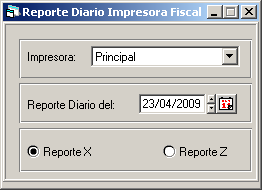 Reporte Diario Impresora Fiscal
Impresora: Principal
Reporte Diario del: 23/04/2009
Reporte X Reporte Z